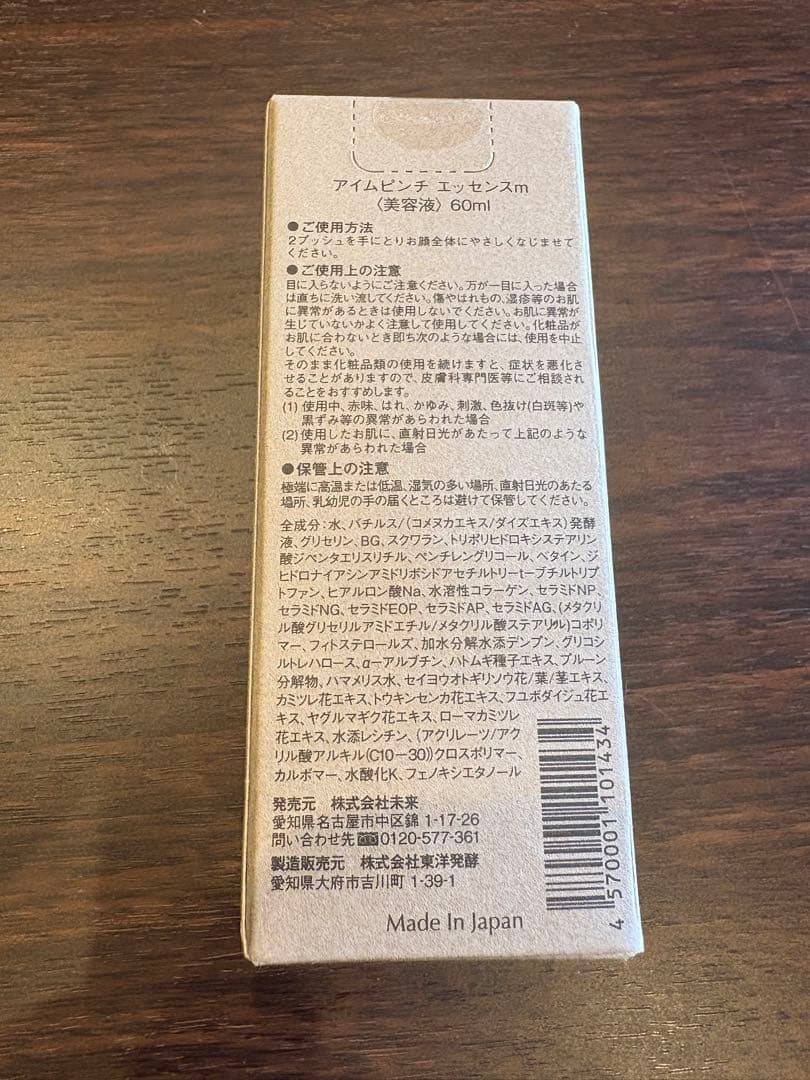 アイムピンチ エッセンスm
〈美容液〉60ml
●ご使用方法
2プッシュを手にとりお顔全体にやさしくなじませて
ください。
●ご使用上の注意
目に入らないようにご注意ください。万が一目に入った場合
は直ちに洗い流してください。傷やはれもの、湿疹等のお肌
に異常があるときは使用しないでください。お肌に異常が
生じていないかよく注意して使用してください。化粧品が
お肌に合わないとき即ち次のような場合には、使用を中止
してください。
そのまま化粧品類の使用を続けますと、症状を悪化さ
せることがありますので、皮膚科専門医等にご相談され
ることをおすすめします。
(1) 使用中、赤味、はれ、かゆみ、刺激、色抜け(白斑等)や
黒ずみ等の異常があらわれた場合
(2)使用したお肌に、直射日光があたって上記のような
異常があらわれた場合
●保管上の注意
極端に高温または低温、湿気の多い場所、直射日光のあたる
場所、乳幼児の手の届くところは避けて保管してください。
全成分：水、バチルス/(コメヌカエキス/ダイズエキス)発酵
液、グリセリン、BG、スクワラン、トリポリヒドロキシステアリン
酸ジペンタエリスリチル、ペンチレングリコール、ベタイン、ジ
ヒドロナイアシンアミドリボシドアセチルトリーセーブチルトリプ
トファン、ヒアルロン酸Na、水溶性コラーゲン、セラミドNP、
セラミドNG、セラミドEOP、セラミドAP、セラミドAG、(メタクリ
ル酸グリセリルアミドエチル/メタクリル酸ステアリル)コポリ
マー、フィトステロールズ、加水分解水添デンプン、グリコシ
ルトレハロース、α－アルブチン、ハトムギ種子エキス、プルーン
分解物、ハマメリス水、セイヨウオトギリソウ花/葉/茎エキス、
カミツレ花エキス、トウキンセンカ花エキス、フユボダイジュ花エ
キス、ヤグルマギク花エキス、ローマカミツレ
花エキス、水添レシチン、(アクリレーツ/アク
リル酸アルキル(C10－30))クロスポリマー、
カルボマー、水酸化K、フェノキシエタノール
発売元 株式会社未来
愛知県名古屋市中区錦 1-17-26
問い合わせ先 0120-577-361
製造販売元 株式会社東洋発酵
愛知県大府市吉川町 1-39-1
Made In Japan
4 570001 101434